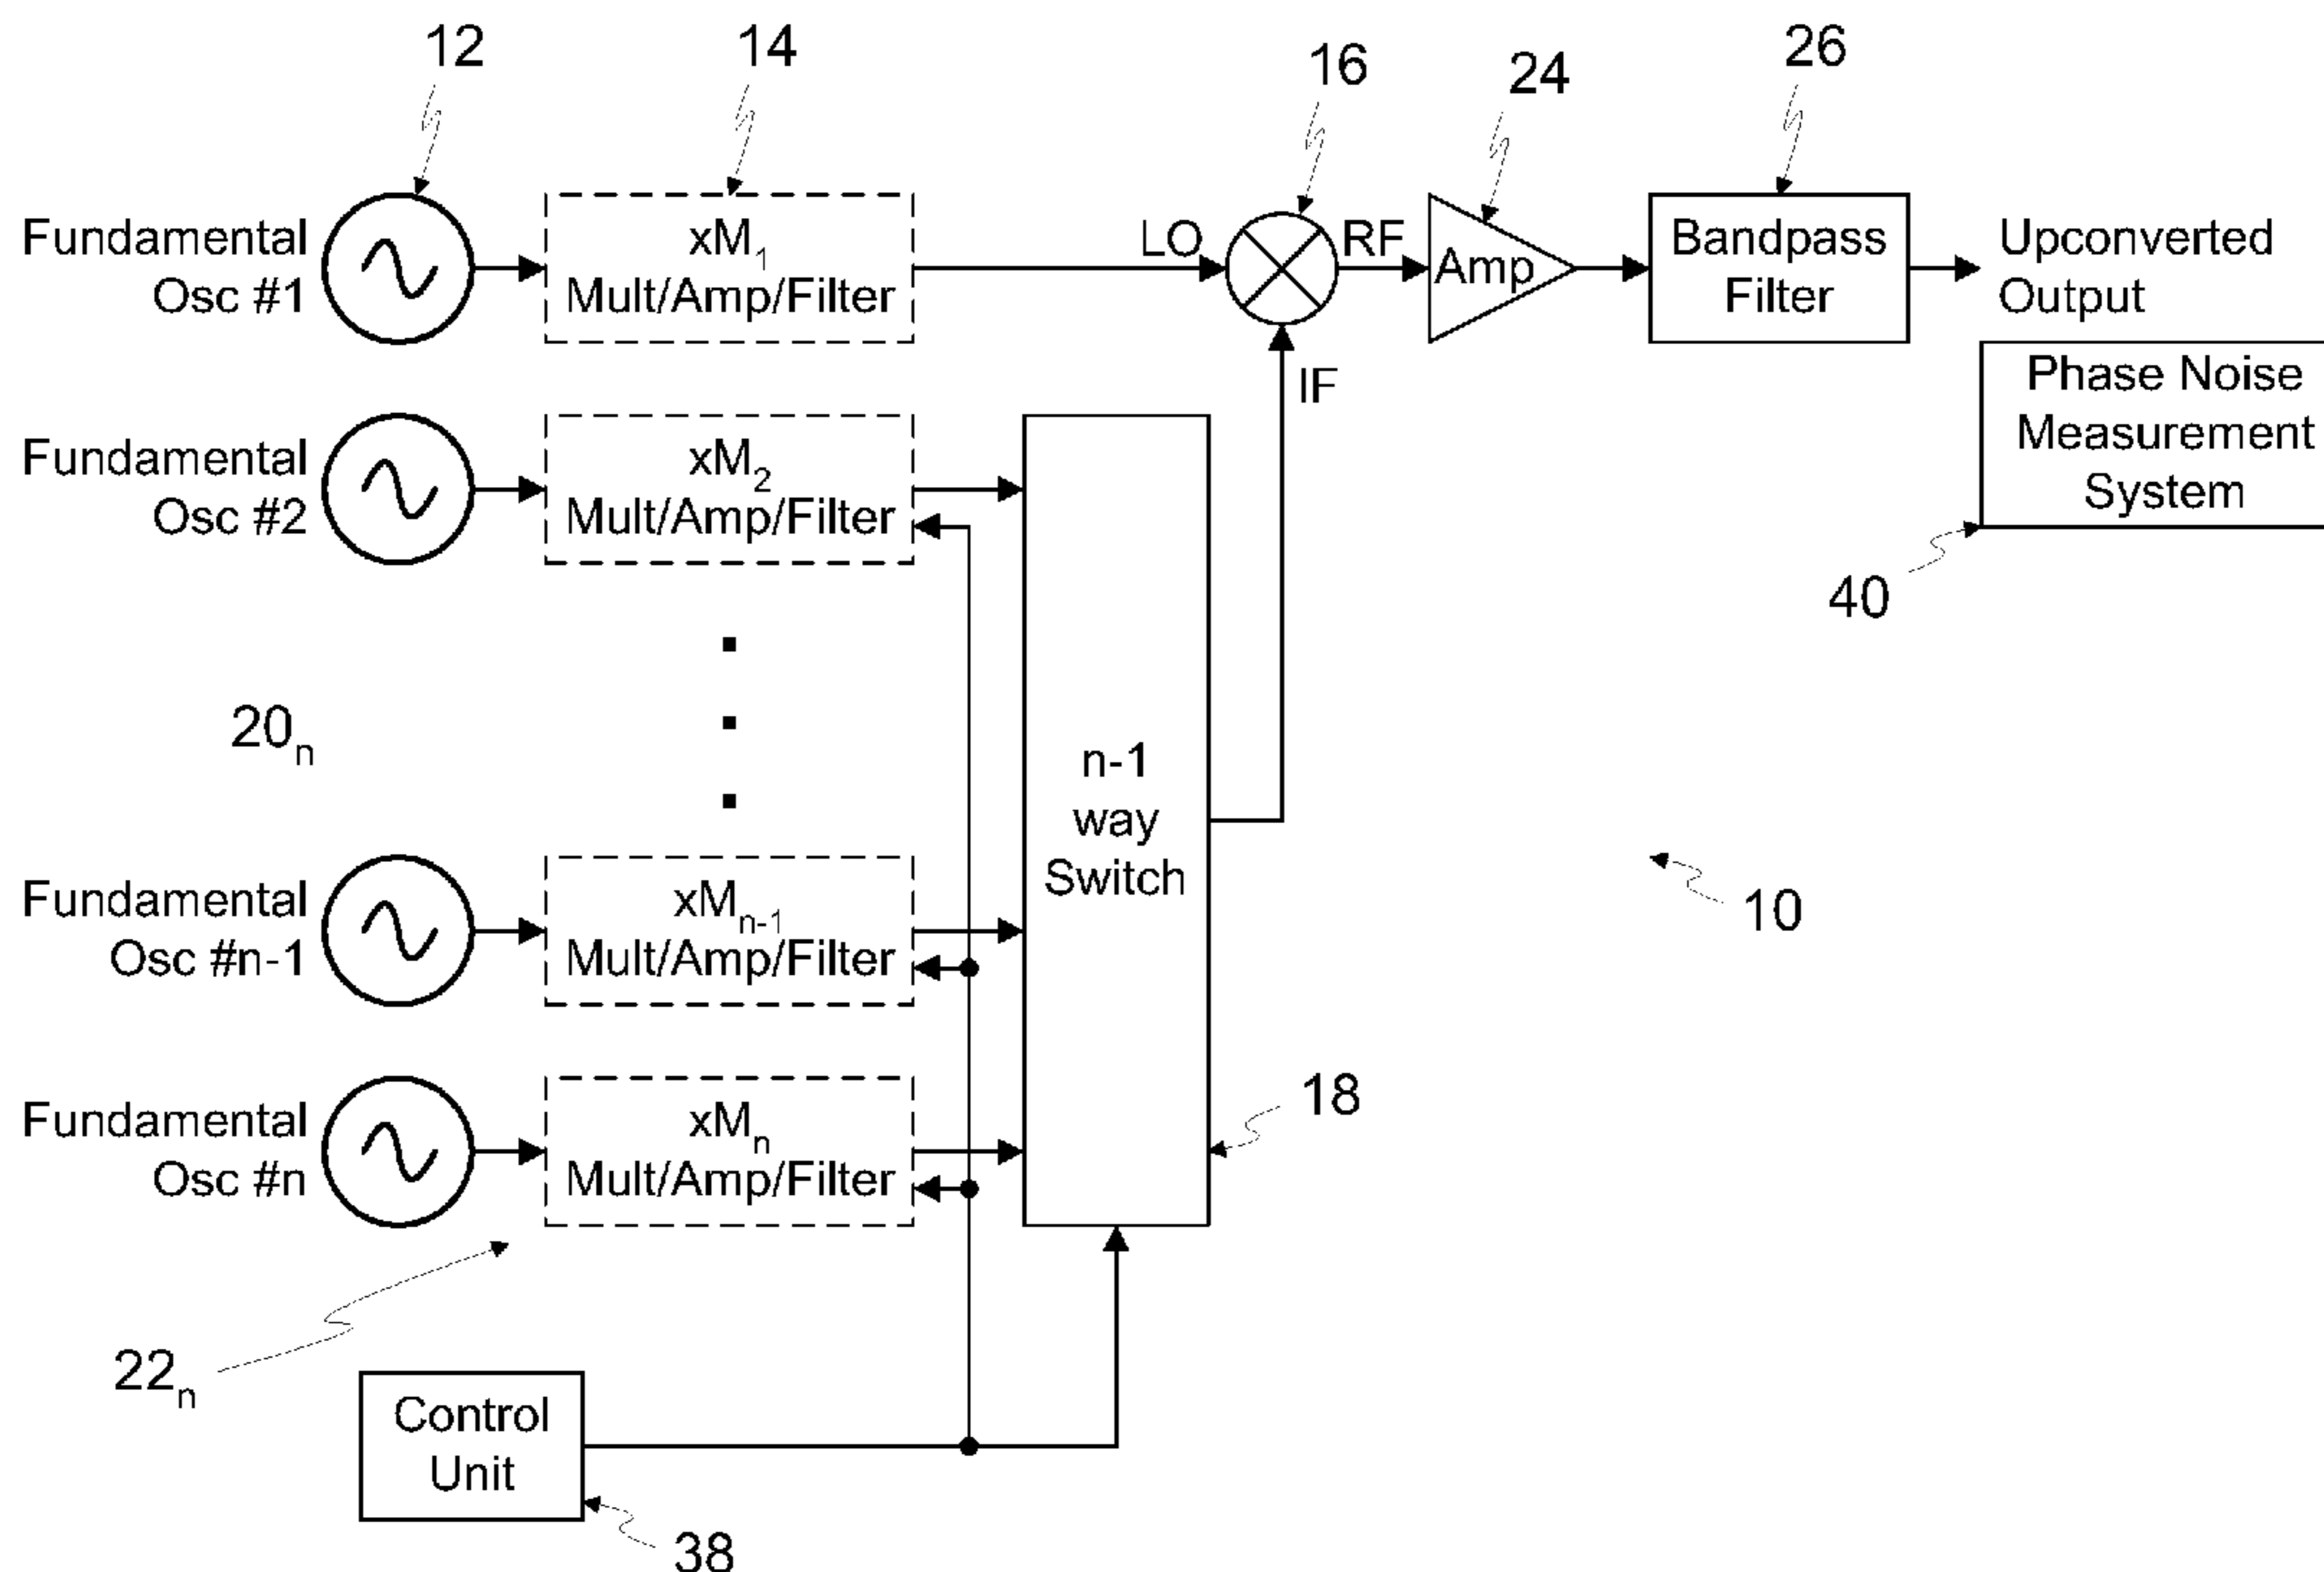 12
14
16
24
26
Fundamental
Osc #1
xM₁
Mult/Amp/Filter
LO
RF
Amp
Bandpass
Filter
Upconverted
Output
IF
Phase Noise
Measurement
System
40
Fundamental
Osc #2
xM₂
Mult/Amp/Filter
20ₙ
n-1
way
Switch
10
Fundamental
Osc #n-1
xMₙ₋₁
Mult/Amp/Filter
Fundamental
Osc #n
xMₙ
Mult/Amp/Filter
18
22ₙ
Control
Unit
38